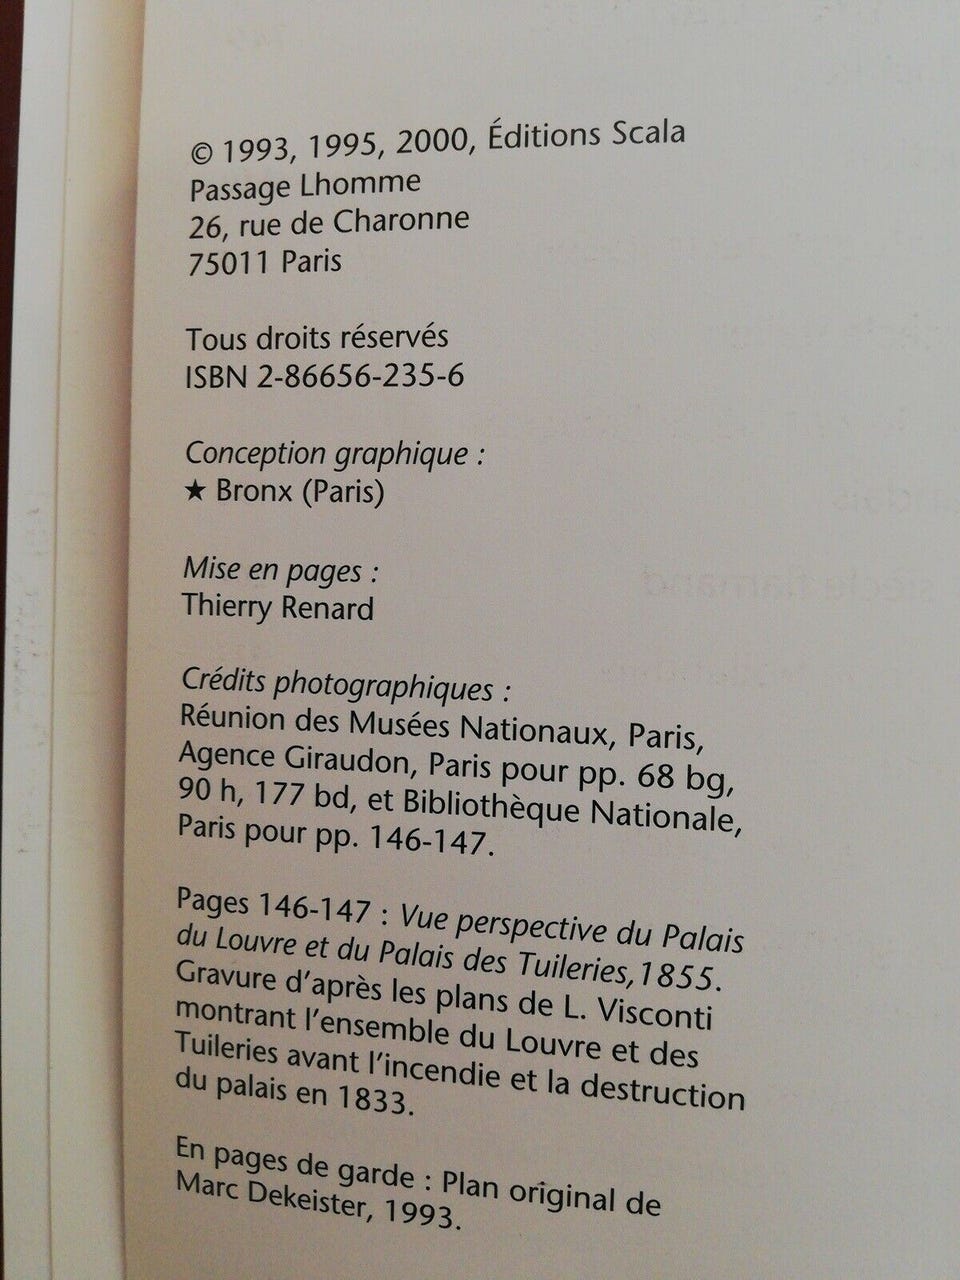 © 1993, 1995, 2000, Éditions Scala
Passage Lhomme
26, rue de Charonne
75011 Paris
Tous droits réservés
ISBN 2-86656-235-6
Conception graphique :
★ Bronx (Paris)
Mise en pages :
Thierry Renard
Crédits photographiques :
Réunion des Musées Nationaux, Paris,
Agence Giraudon, Paris pour pp. 68 bg,
90 h, 177 bd, et Bibliothèque Nationale,
Paris pour pp. 146-147.
Pages 146-147 : Vue perspective du Palais
du Louvre et du Palais des Tuileries, 1855.
Gravure d'après les plans de L. Visconti
montrant l'ensemble du Louvre et des
Tuileries avant l'incendie et la destruction
du palais en 1833.
En pages de garde : Plan original de
Marc Dekeister, 1993.